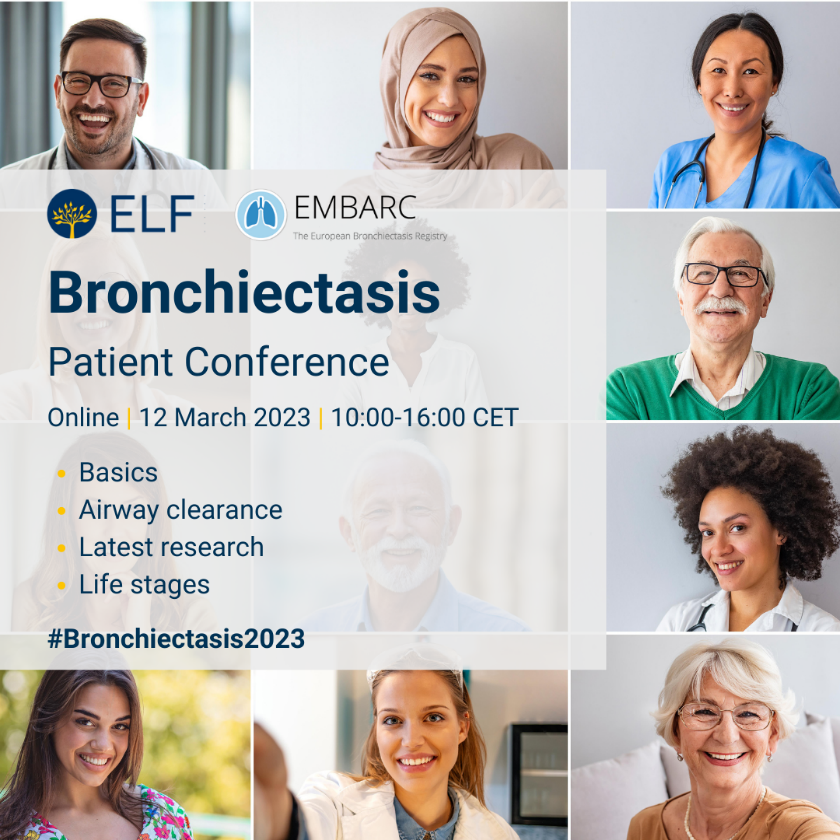 ELF
EMBARC
The European Bronchiectasis Registry
Bronchiectasis
Patient Conference
Online | 12 March 2023 | 10:00-16:00 CET
• Basics
• Airway clearance
• Latest research
• Life stages
#Bronchiectasis2023